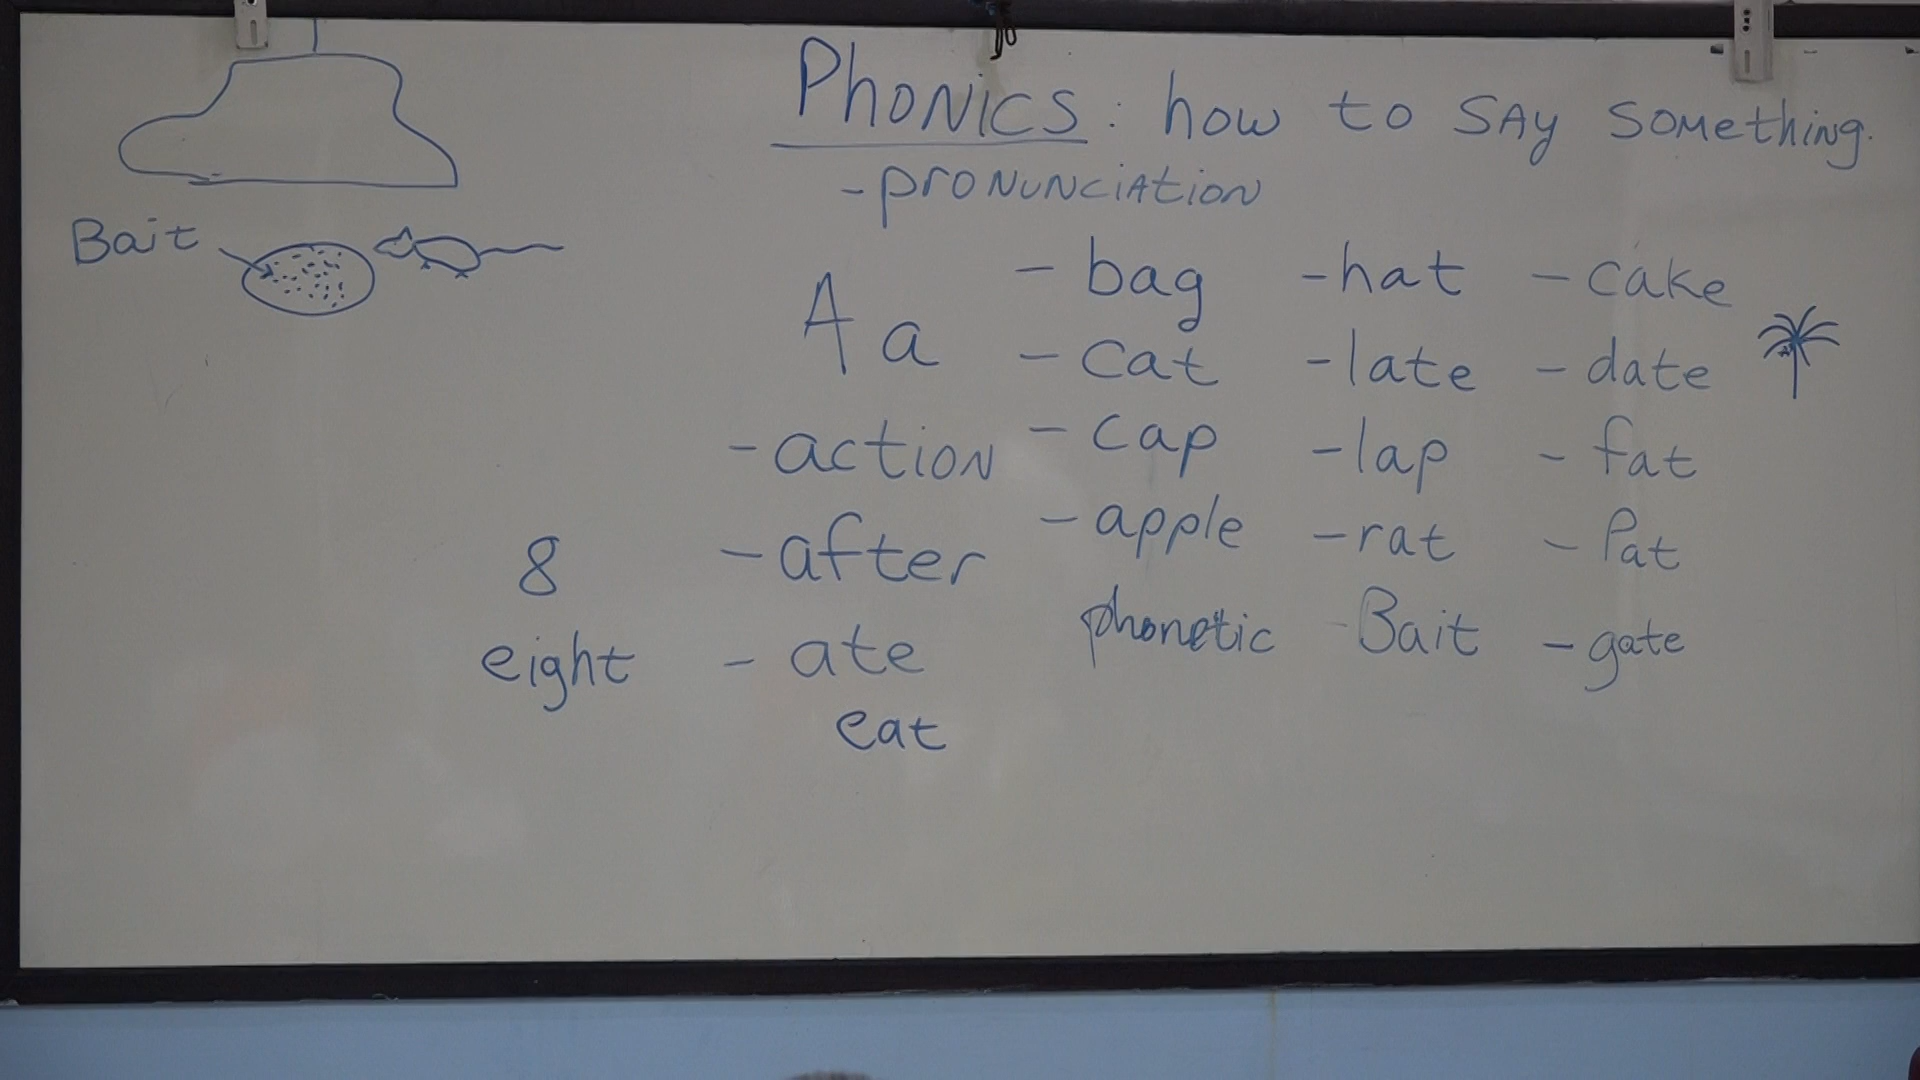 Phonics: how to say something.
-pronunciation
Bait
Aa
-bag -hat -cake
-cat -late -date
-action -cap -lap -fat
-after -apple -rat -Pat
8
eight -ate phonetic -Bait -gate
eat